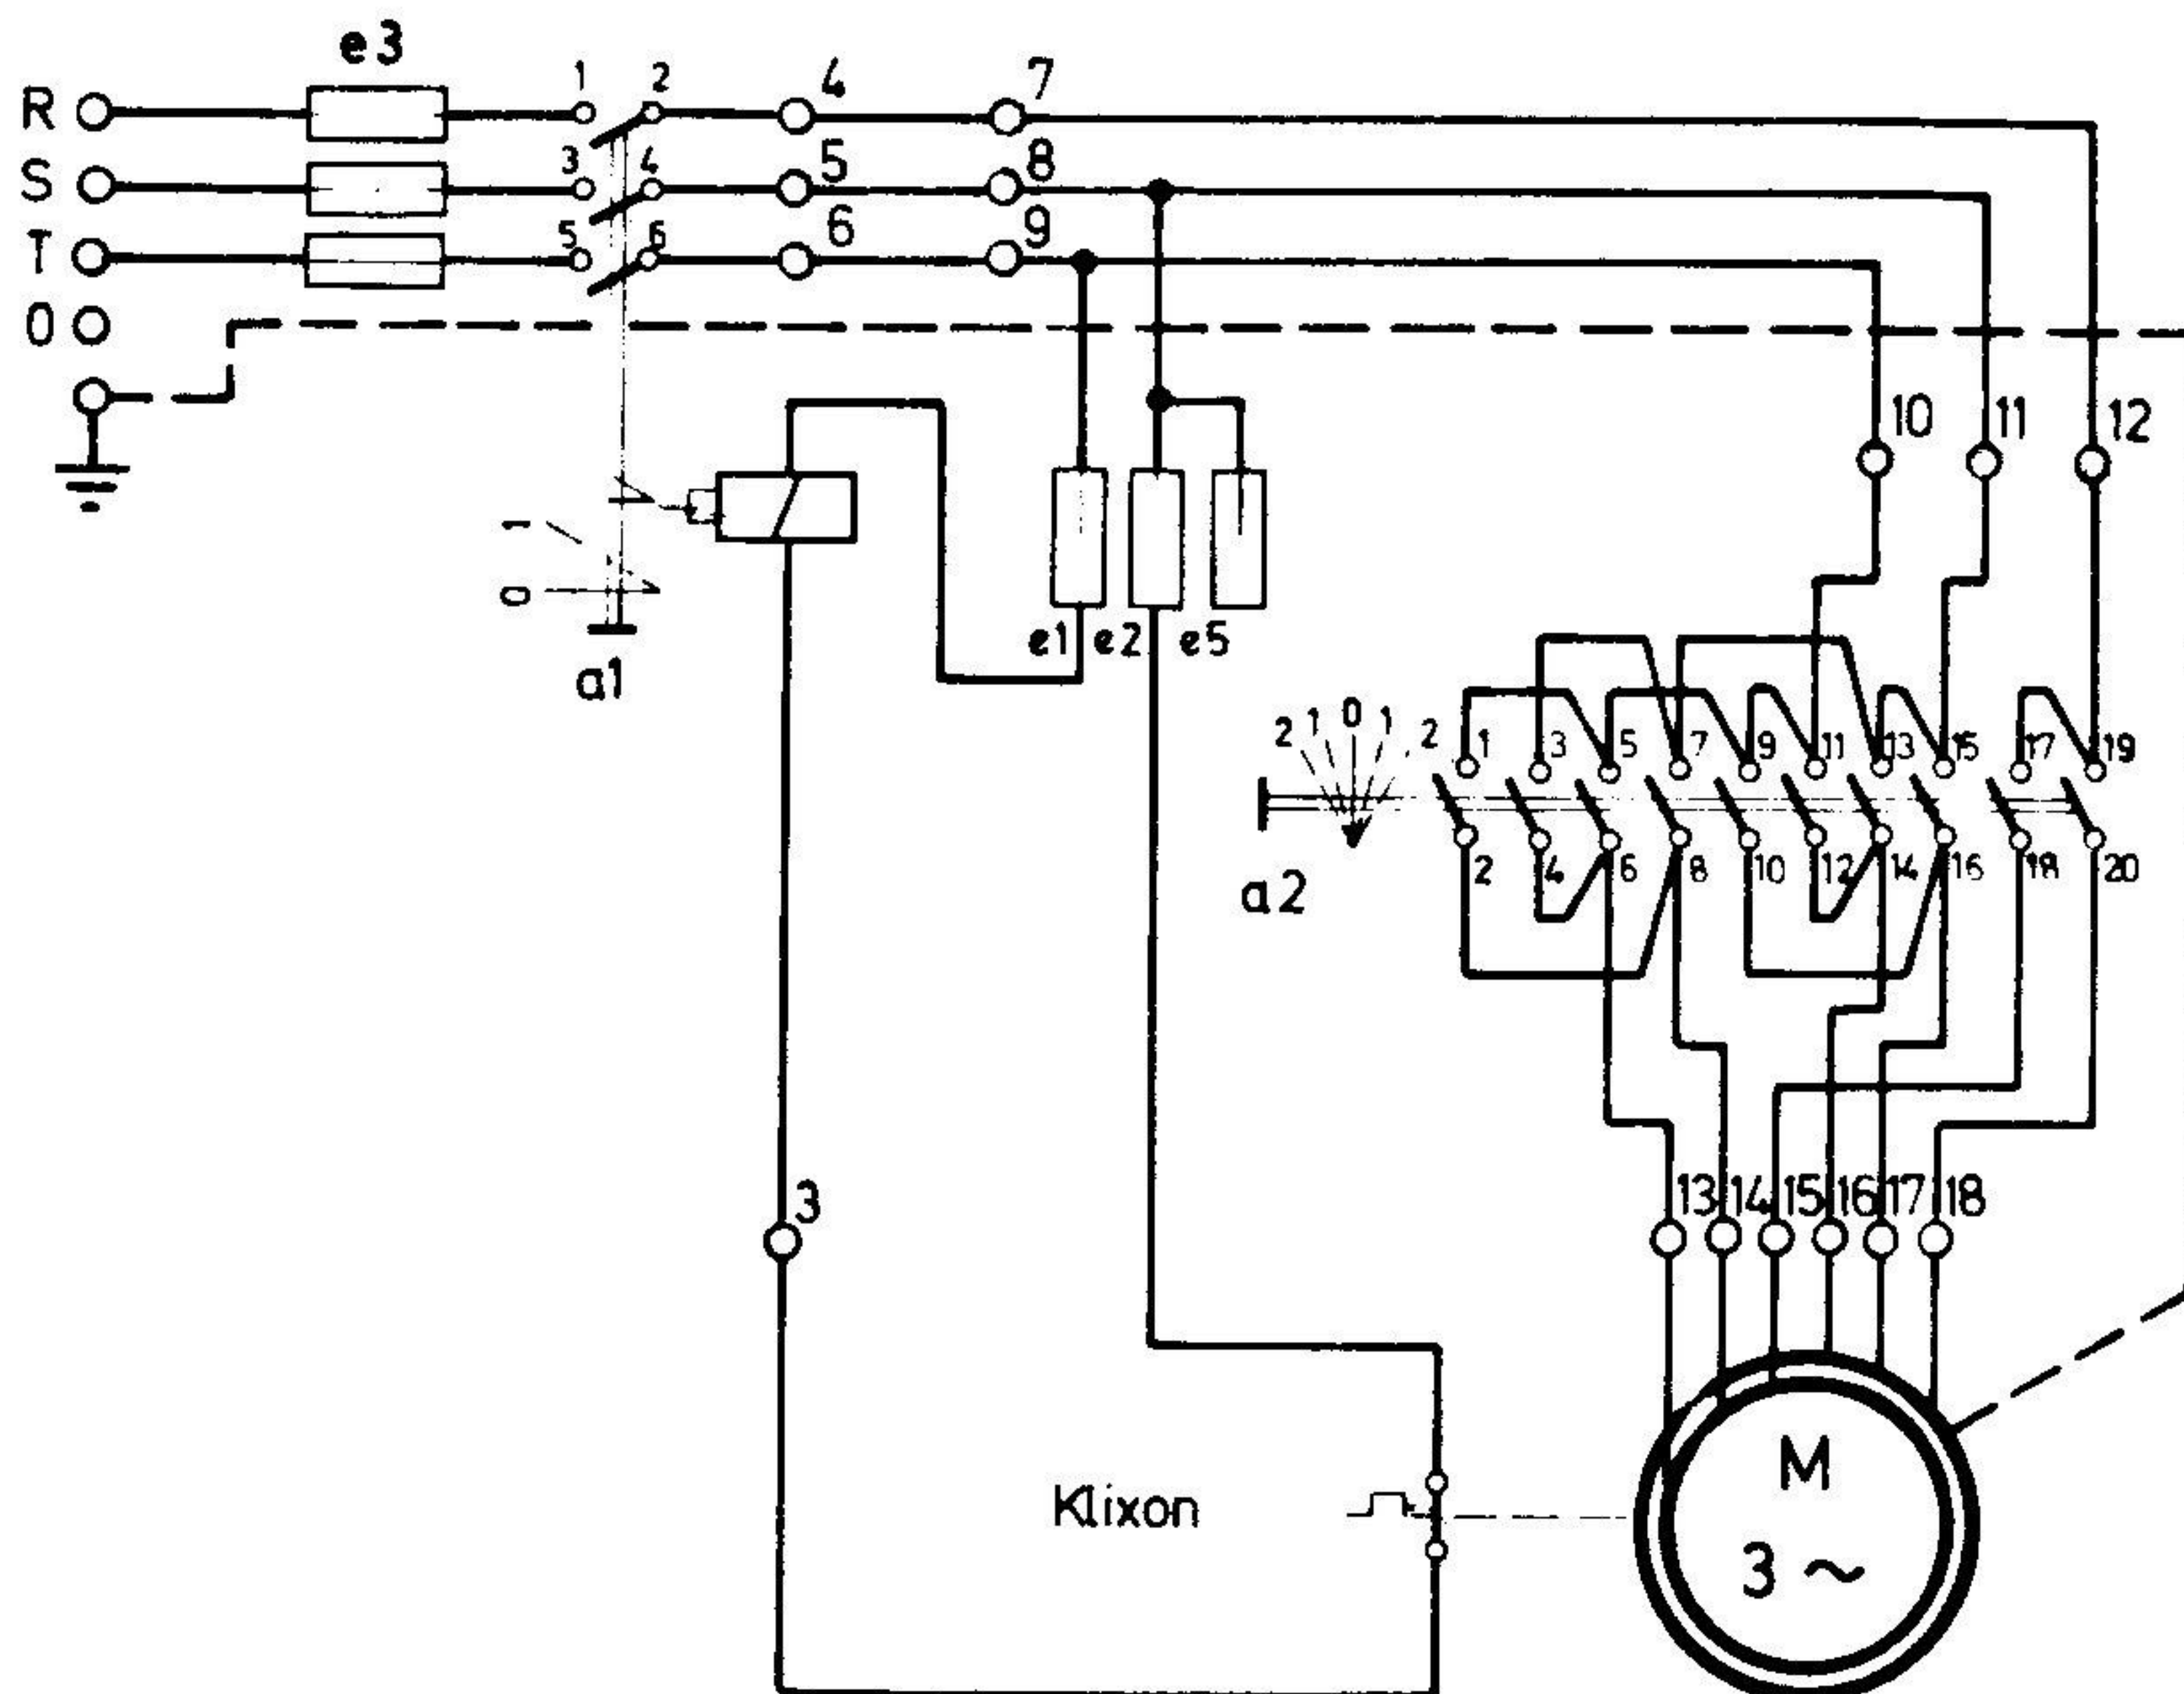 e3
R 1 2 4 7
S 3 4 5 8
T 5 6 6 9
0
10 11 12
1
0
e1 e2 e5
a1
2 1 0 1 2
1 3 5 7 9 11 13 15 17 19
2 4 6 8 10 12 14 16 18 20
a2
3
13 14 15 16 17 18
M
3 ~
Klixon